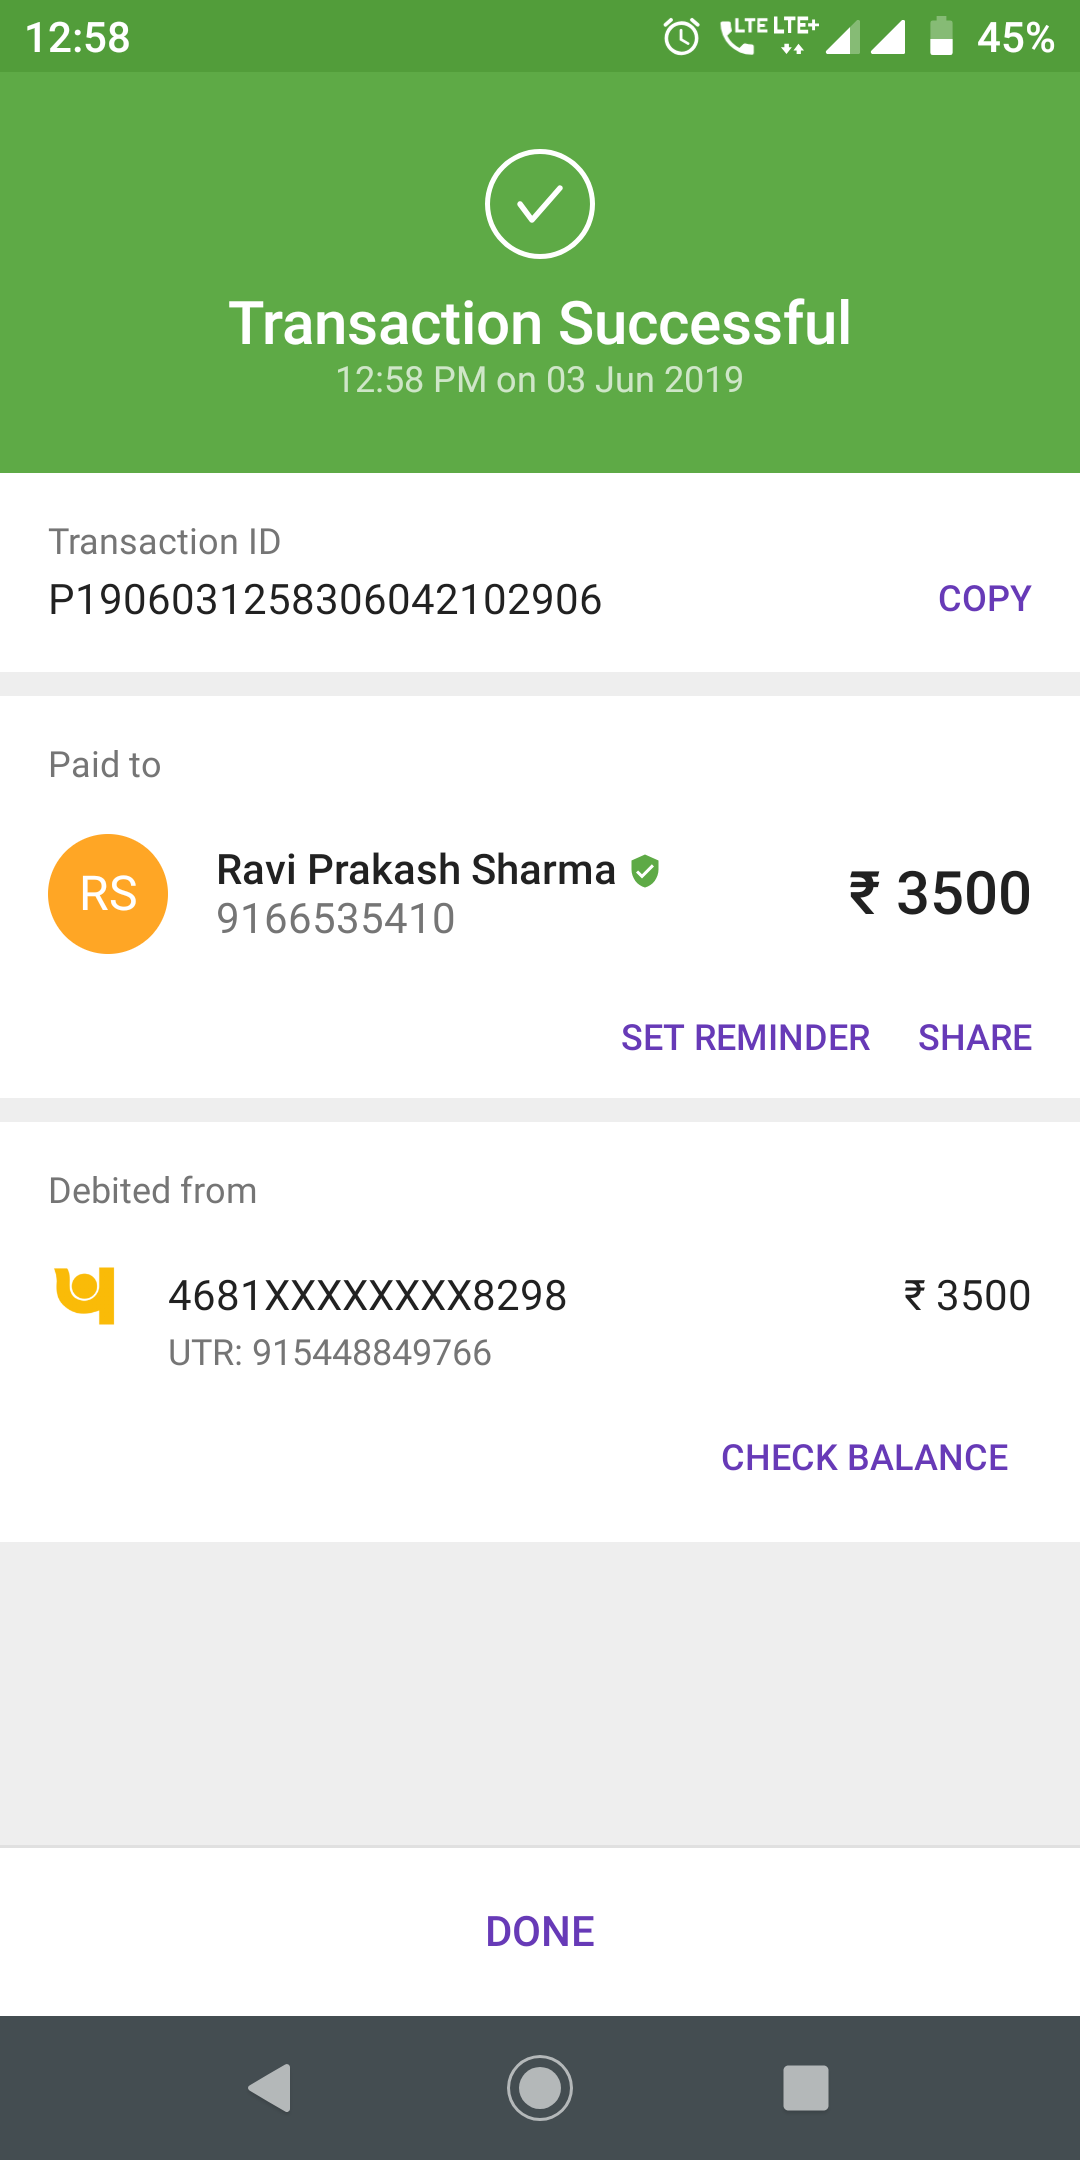 12:58
LTE LTE+ 45%
Transaction Successful
12:58 PM on 03 Jun 2019
Transaction ID
P1906031258306042102906
COPY
Paid to
RS
Ravi Prakash Sharma
9166535410
₹ 3500
SET REMINDER SHARE
Debited from
4681XXXXXXXX8298
₹ 3500
UTR: 915448849766
CHECK BALANCE
DONE